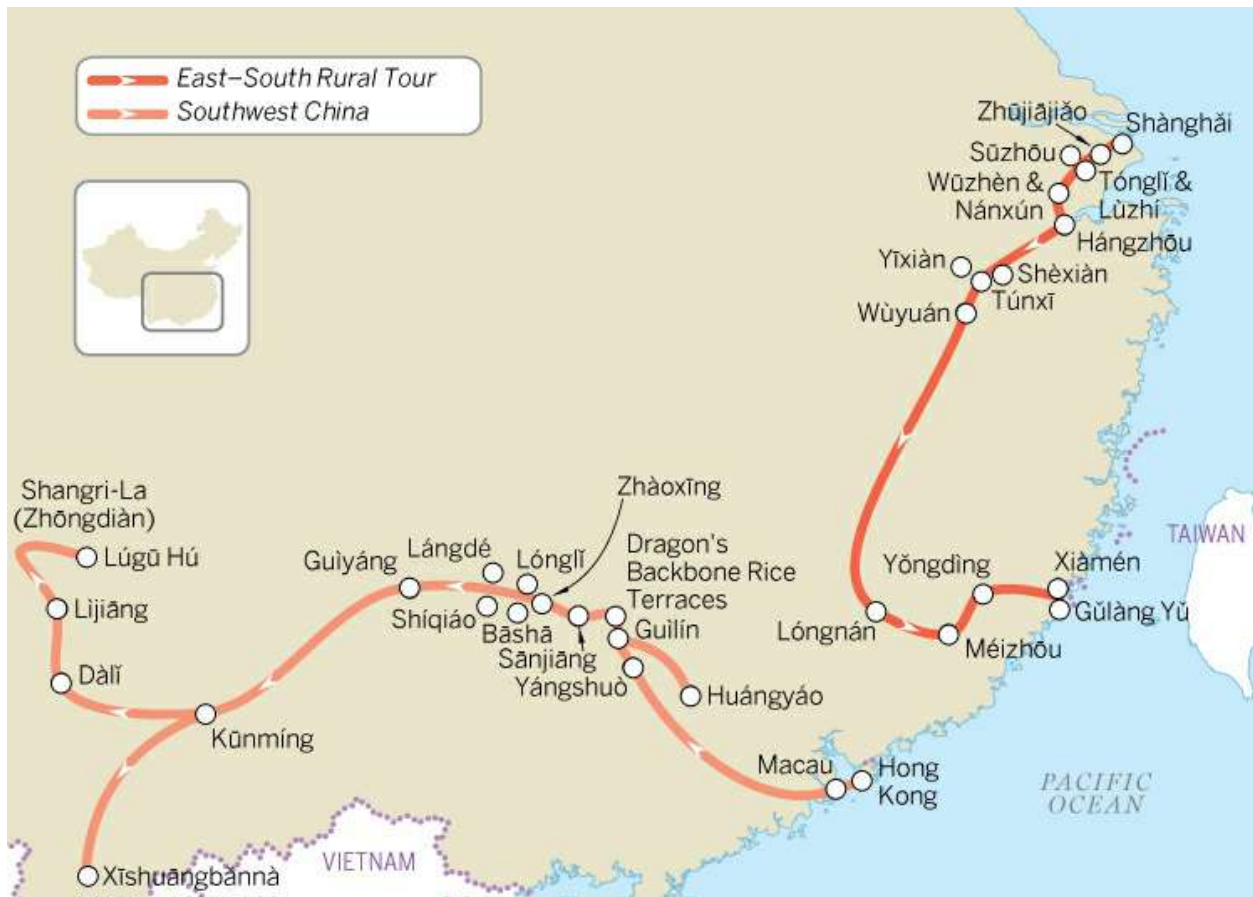 East–South Rural Tour
Southwest China
Zhūjiājiǎo
Shànghǎi
Sūzhōu
Wūzhèn &
Nánxún
Tónglǐ &
Lùzhí
Hángzhōu
Yīxiàn
Shèxiàn
Túnxī
Wùyuán
Zhàoxīng
Shangri-La
(Zhōngdiàn)
Lúgū Hú
Guìyáng
Lángdé
Lónglǐ
Dragon's
Backbone Rice
Terraces
TAIWAN
Yǒngdìng
Xiàmén
Gǔlàng Yǔ
Lìjiāng
Shíqiáo
Bāshā
Sānjiāng
Guìlín
Yángshuò
Lóngnán
Méizhōu
Dàlǐ
Huángyáo
Kūnmíng
Macau
Hong
Kong
PACIFIC
OCEAN
VIETNAM
Xīshuāngbǎnnà